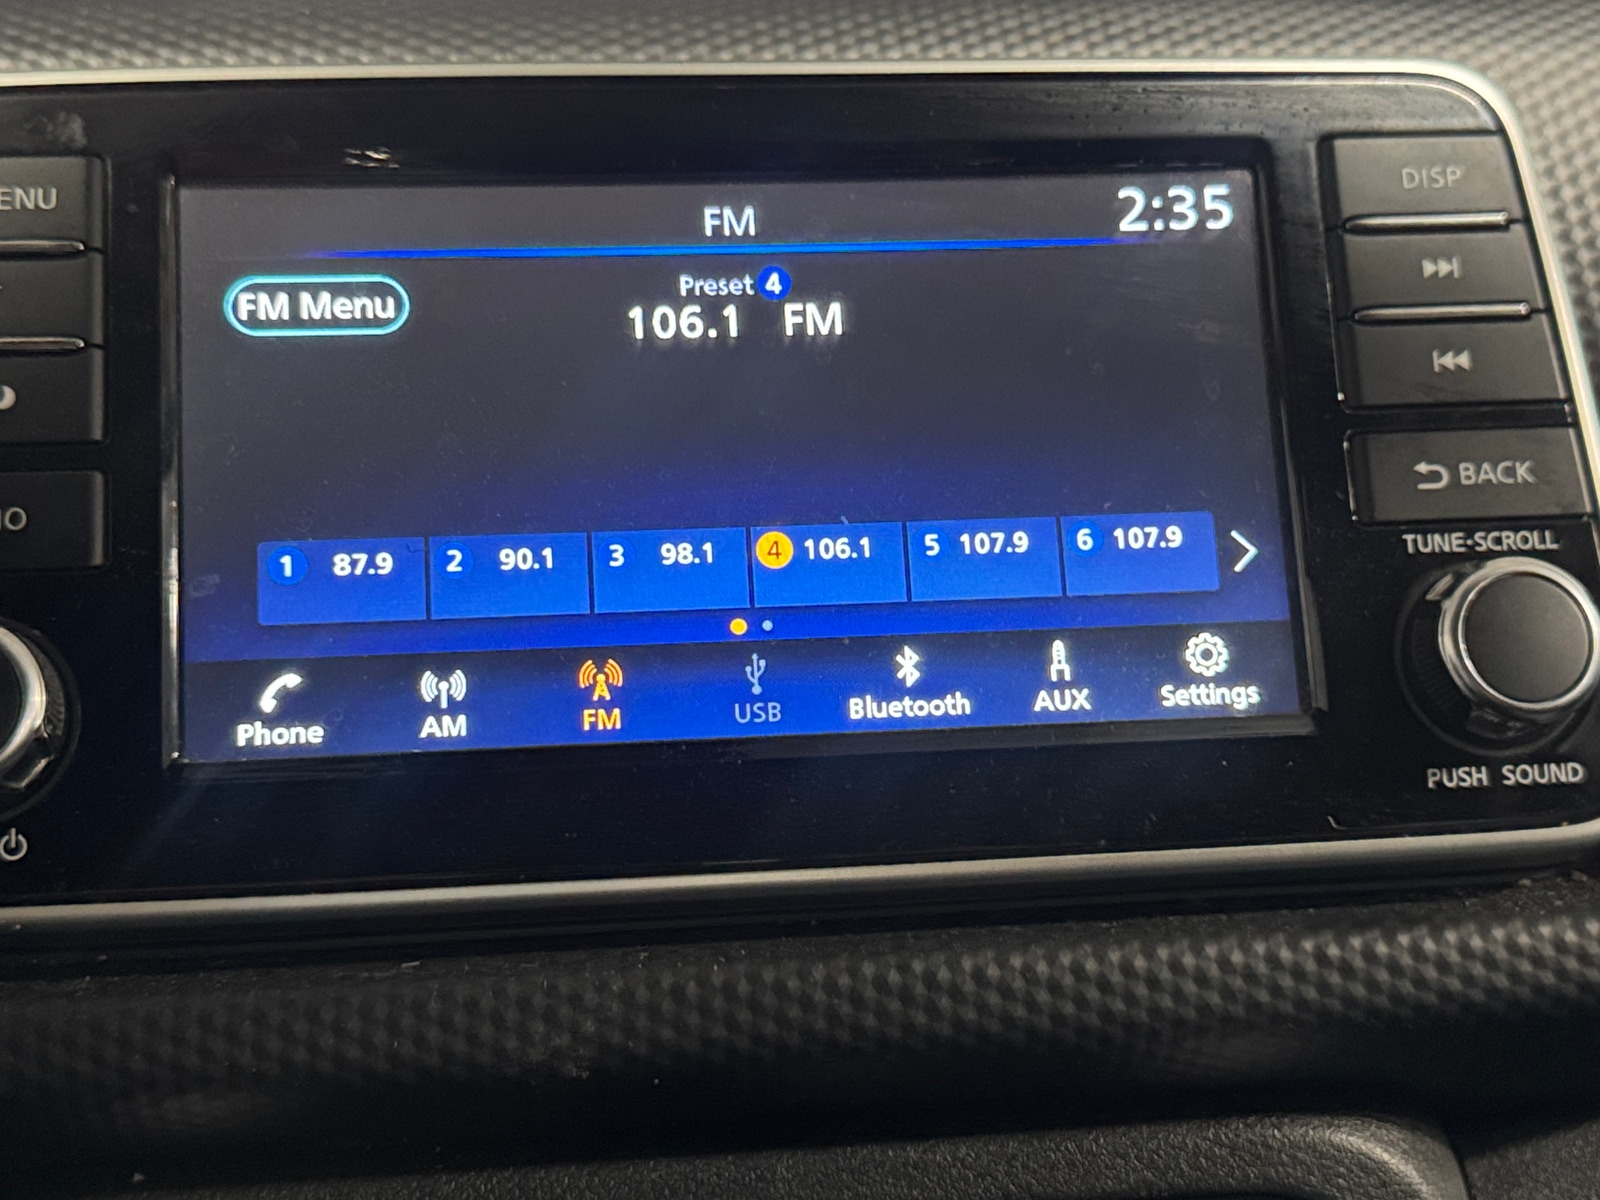 ENU
DISP
FM
2:35
FM Menu
Preset 4
106.1 FM
BACK
TUNE·SCROLL
1 87.9
2 90.1
3 98.1
4 106.1
5 107.9
6 107.9
Phone
AM
FM
USB
Bluetooth
AUX
Settings
PUSH SOUND